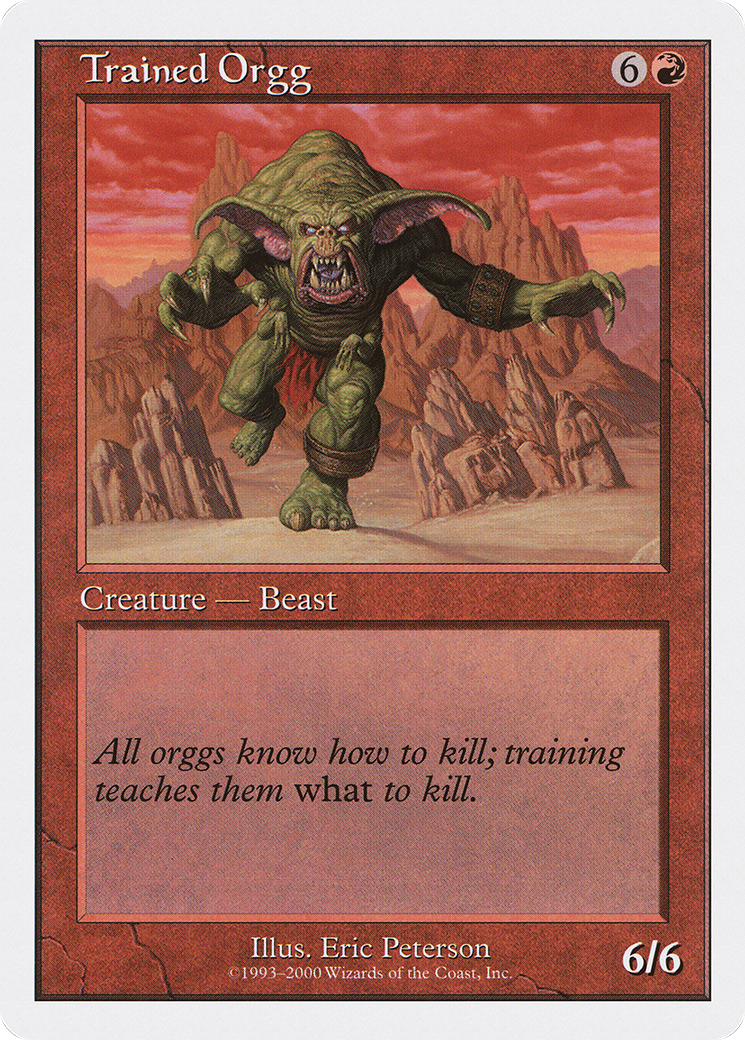 Trained Orgg 6
Creature — Beast
All orggs know how to kill; training
teaches them what to kill.
Illus. Eric Peterson
©1993–2000 Wizards of the Coast, Inc.
6/6